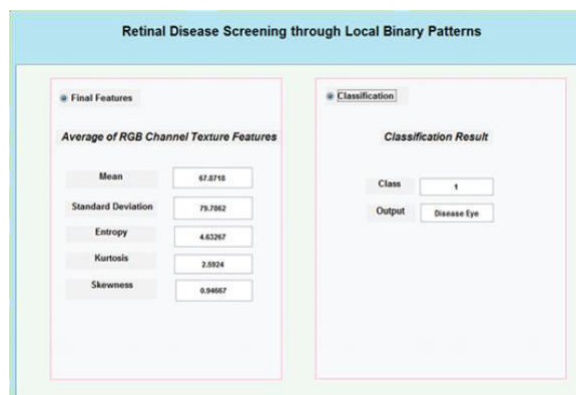 Retinal Disease Screening through Local Binary Patterns
Final Features
Average of RGB Channel Texture Features
Mean 67.8718
Standard Deviation 79.7862
Entropy 4.63267
Kurtosis 2.5924
Skewness 0.94667
Classification
Classification Result
Class 1
Output Disease Eye